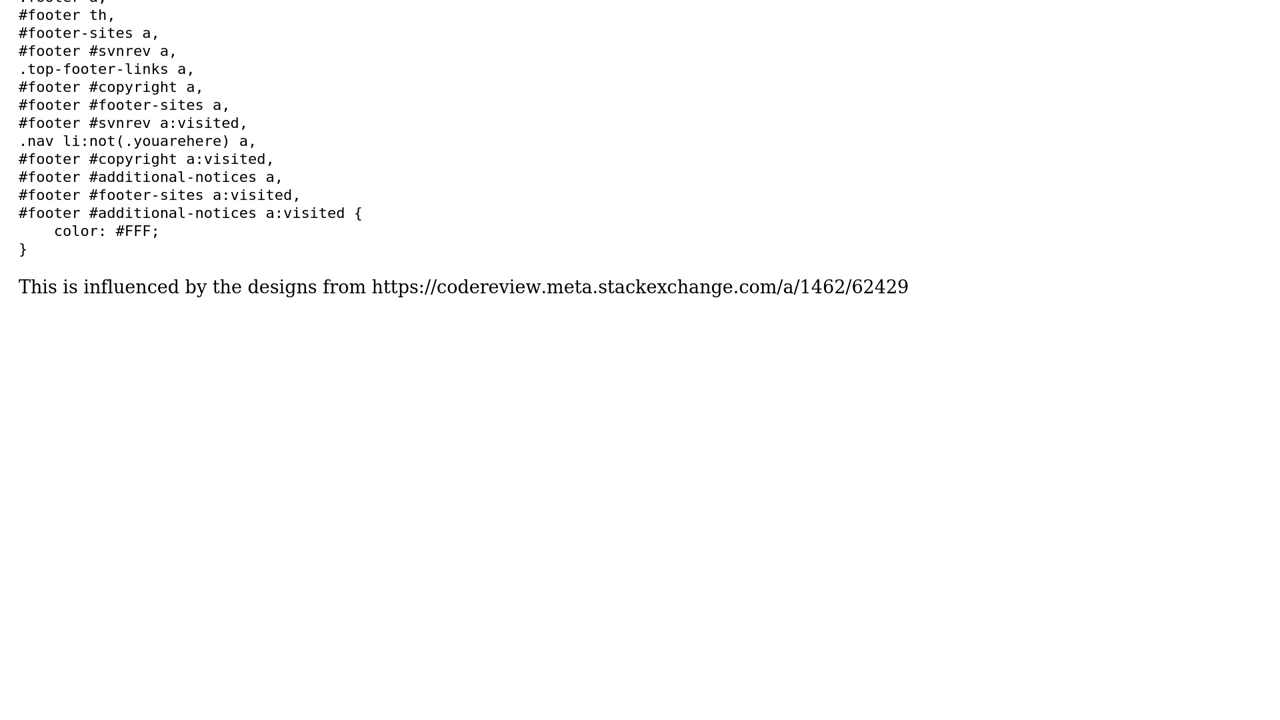 .footer a,
#footer th,
#footer-sites a,
#footer #svnrev a,
.top-footer-links a,
#footer #copyright a,
#footer #footer-sites a,
#footer #svnrev a:visited,
.nav li:not(.youarehere) a,
#footer #copyright a:visited,
#footer #additional-notices a,
#footer #footer-sites a:visited,
#footer #additional-notices a:visited {
    color: #FFF;
}
This is influenced by the designs from https://codereview.meta.stackexchange.com/a/1462/62429